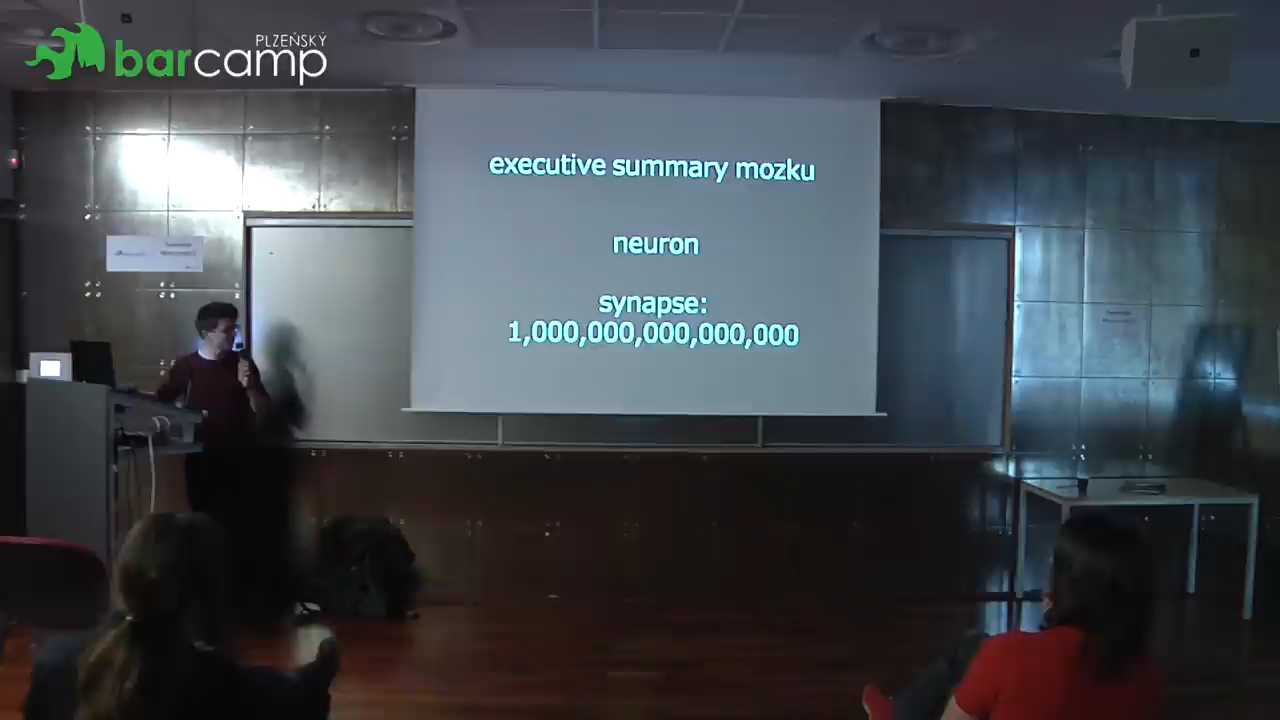 PLZEŇSKÝ
barcamp
executive summary mozku
neuron
synapse:
1,000,000,000,000,000